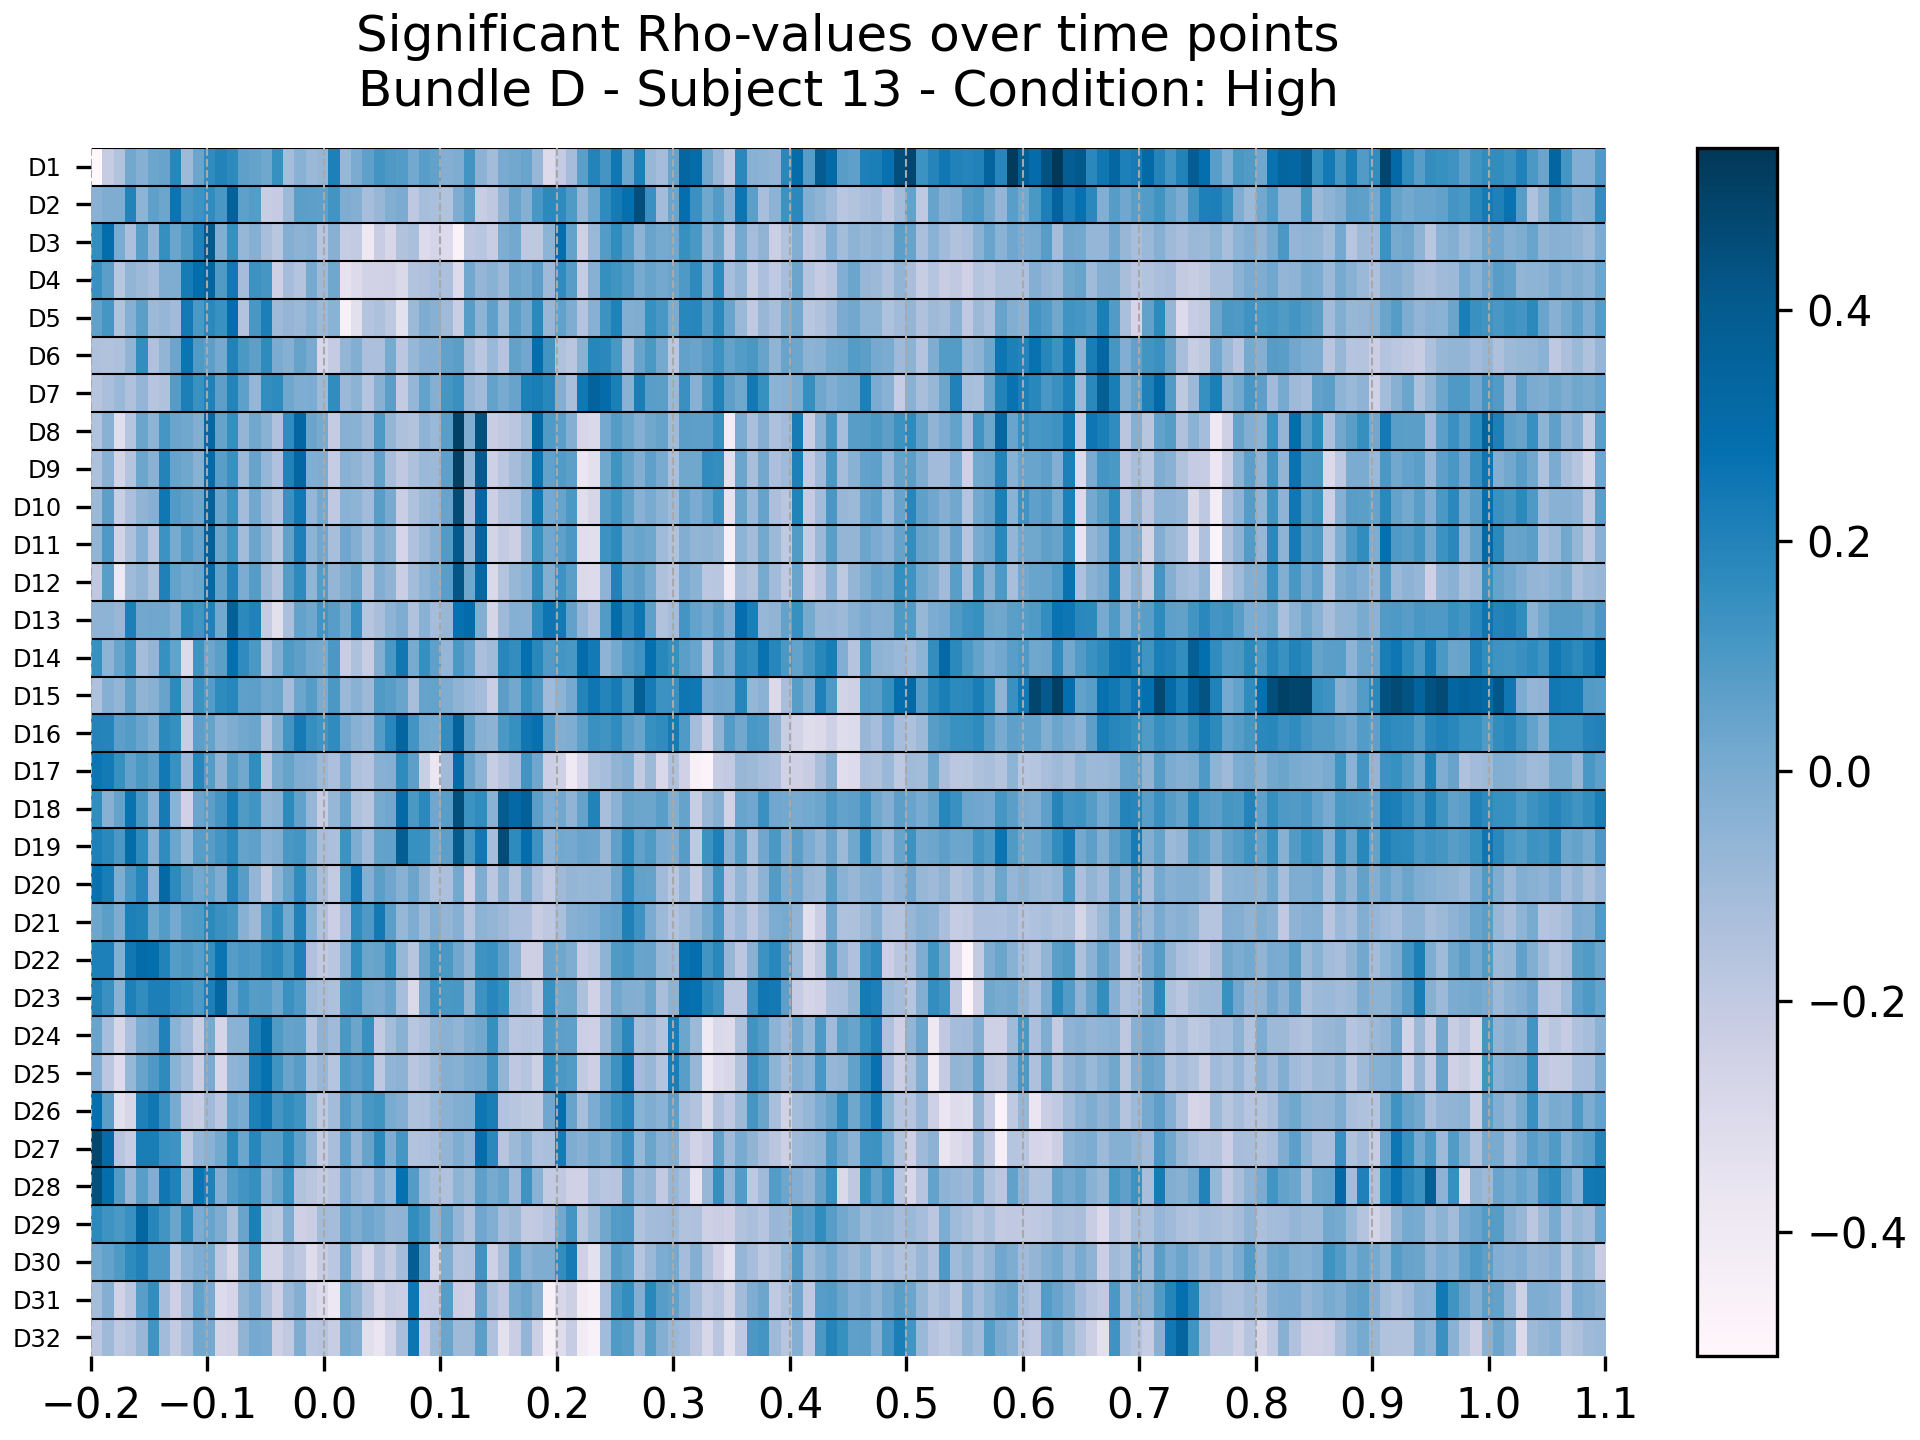 Significant Rho-values over time points
Bundle D - Subject 13 - Condition: High
D1
D2
D3
D4
D5
D6
D7
D8
D9
D10
D11
D12
D13
D14
D15
D16
D17
D18
D19
D20
D21
D22
D23
D24
D25
D26
D27
D28
D29
D30
D31
D32
−0.2 −0.1 0.0 0.1 0.2 0.3 0.4 0.5 0.6 0.7 0.8 0.9 1.0 1.1
0.4
0.2
0.0
−0.2
−0.4